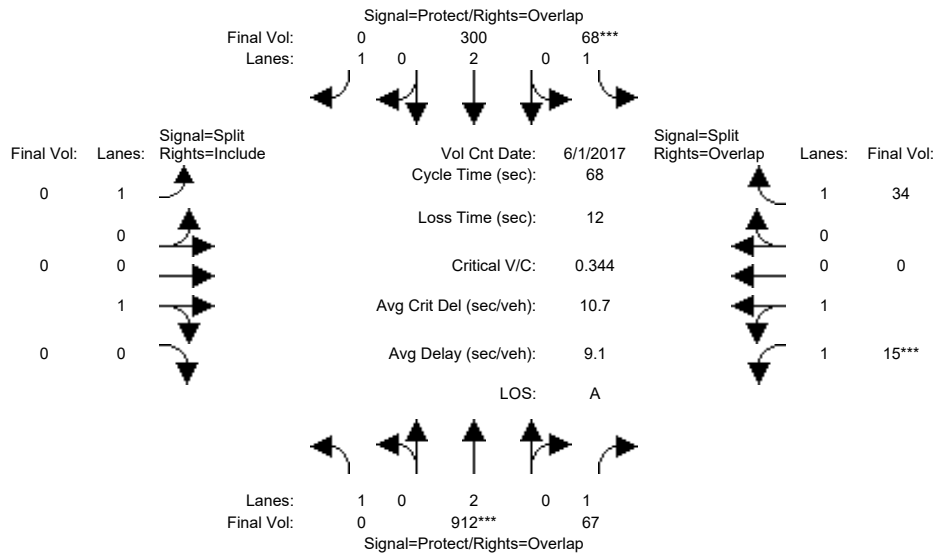 Signal=Protect/Rights=Overlap
Final Vol: 0 300 68***
Lanes: 1 0 2 0 1
Signal=Split Signal=Split
Final Vol: Lanes: Rights=Include Vol Cnt Date: 6/1/2017 Rights=Overlap Lanes: Final Vol:
Cycle Time (sec): 68
0 1 1 34
Loss Time (sec): 12
0 0
0 0 Critical V/C: 0.344 0 0
1 Avg Crit Del (sec/veh): 10.7 1
0 0 Avg Delay (sec/veh): 9.1 1 15***
LOS: A
Lanes: 1 0 2 0 1
Final Vol: 0 912*** 67
Signal=Protect/Rights=Overlap